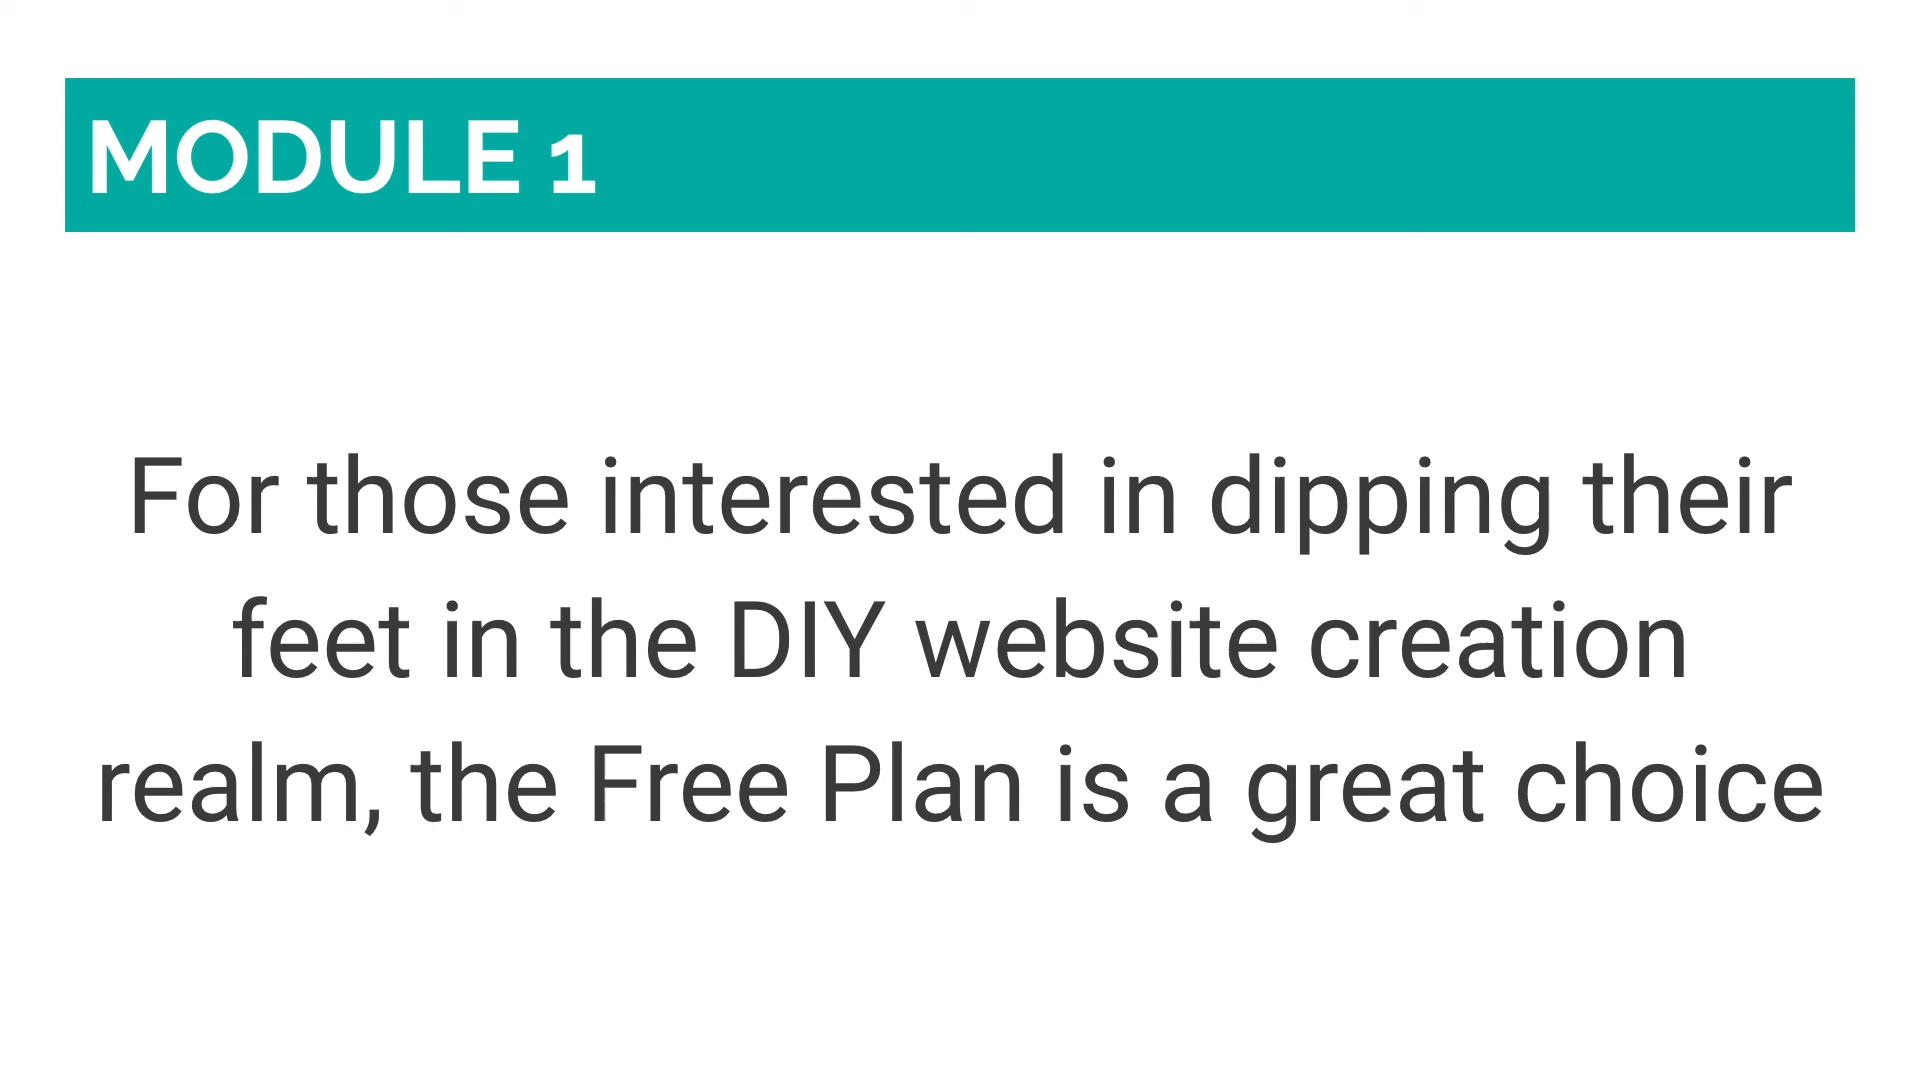 MODULE 1
For those interested in dipping their
feet in the DIY website creation
realm, the Free Plan is a great choice